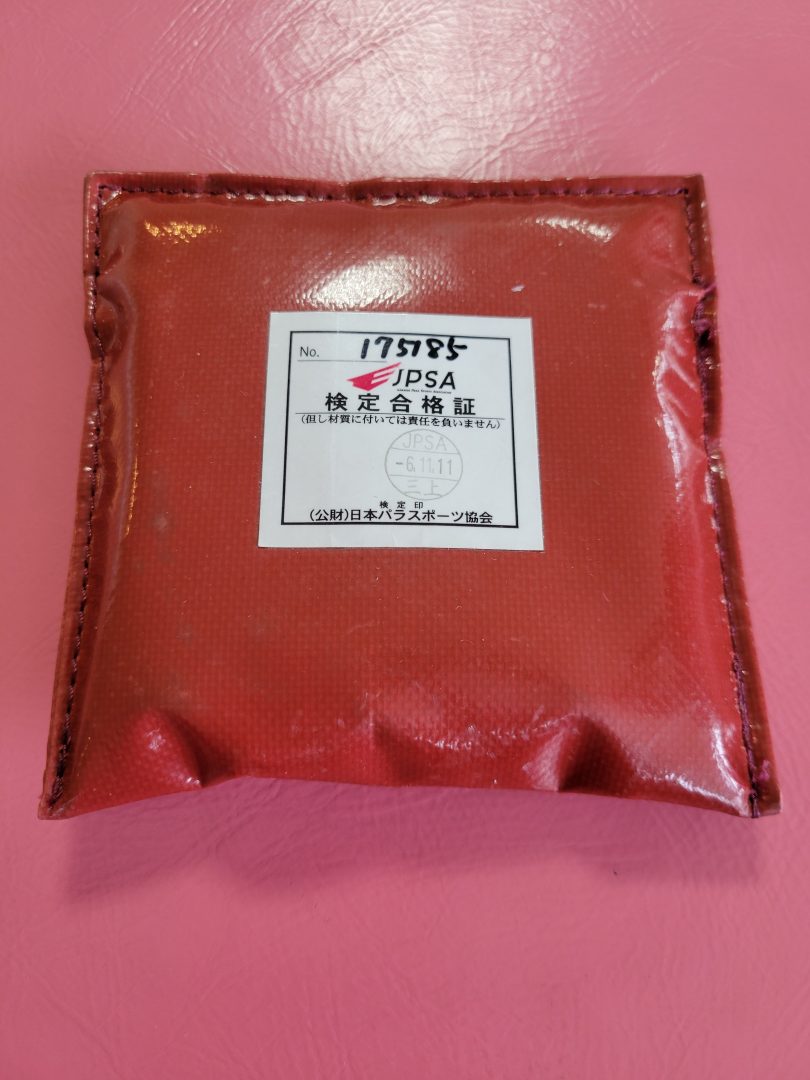 No. 175185
JPSA
検定合格証
(但し材質に付いては責任を負いません)
JPSA
-6.11.11
三上
検定印
(公財)日本パラスポーツ協会